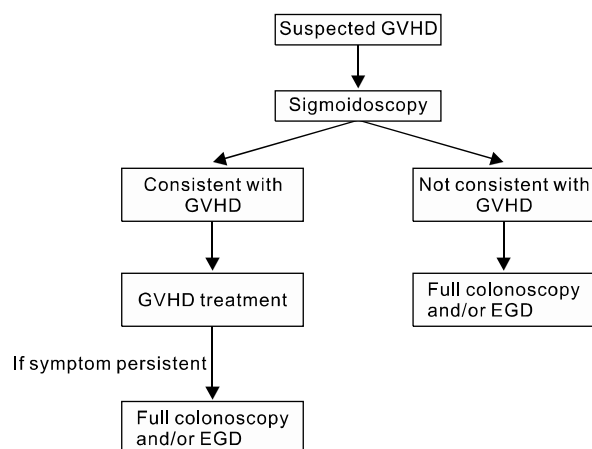 Suspected GVHD
Sigmoidoscopy
Consistent with
GVHD
Not consistent with
GVHD
GVHD treatment
Full colonoscopy
and/or EGD
If symptom persistent
Full colonoscopy
and/or EGD